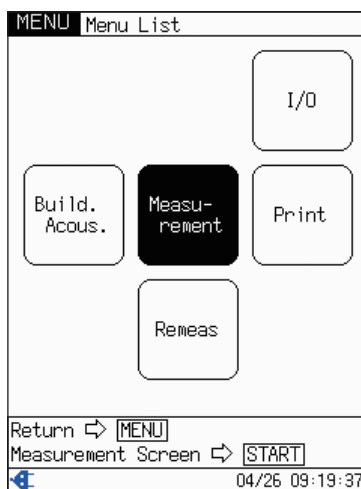 MENU Menu List
I/O
Build.
Acous.
Measu-
rement
Print
Remeas
Return ⇨ MENU
Measurement Screen ⇨ START
04/26 09:19:37